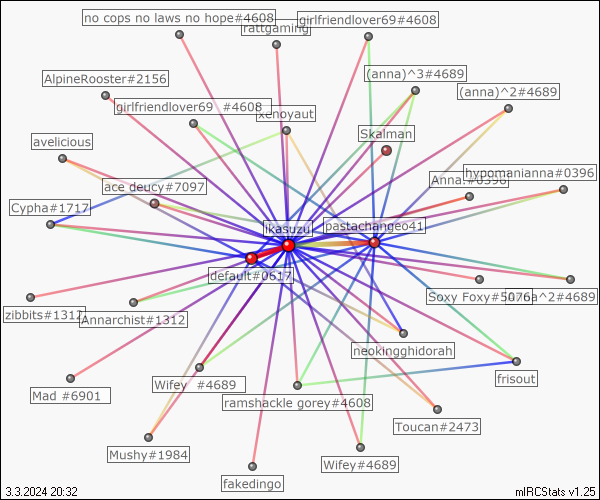 no cops no laws no hope#4608
rattgaming
girlfriendlover69#4608
AlpineRooster#2156
(anna)^3#4689
(anna)^2#4689
girlfriendlover69 #4608
xenoyaut
Skalman
avelicious
hypomanianna#0396
ace deucy#7097
Anna!#0396
Cypha#1717
ikasuzu
pastachangeo41
default#0617
Soxy Foxy#5076
a^2#4689
zibbits#1312
Annarchist#1312
neokingghidorah
frisout
Wifey #4689
Mad #6901
ramshackle gorey#4608
Toucan#2473
Mushy#1984
fakedingo
Wifey#4689
3.3.2024 20:32
mIRCStats v1.25